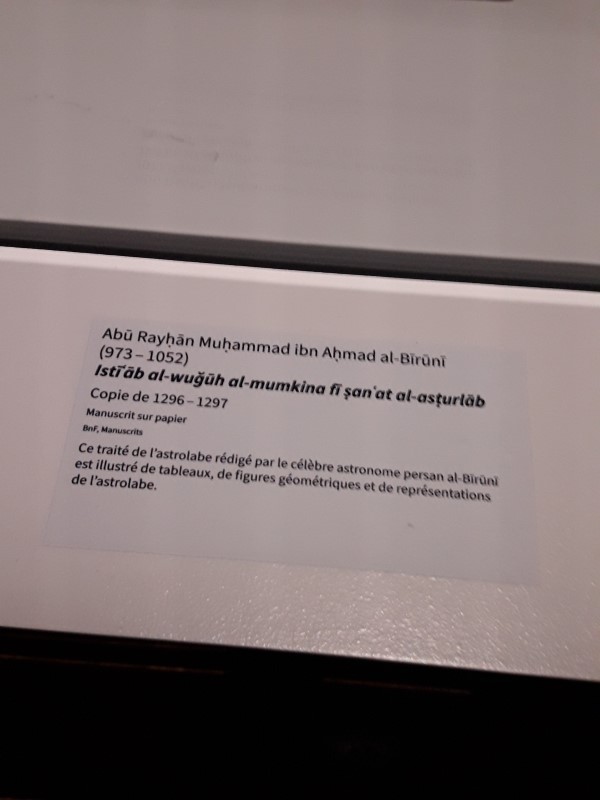 Abū Rayḥān Muḥammad ibn Aḥmad al-Bīrūnī
(973 – 1052)
Istīʿāb al-wuǧūh al-mumkina fī ṣanʿat al-asṭurlāb
Copie de 1296 – 1297
Manuscrit sur papier
BnF, Manuscrits
Ce traité de l'astrolabe rédigé par le célèbre astronome persan al-Bīrūnī
est illustré de tableaux, de figures géométriques et de représentations
de l'astrolabe.